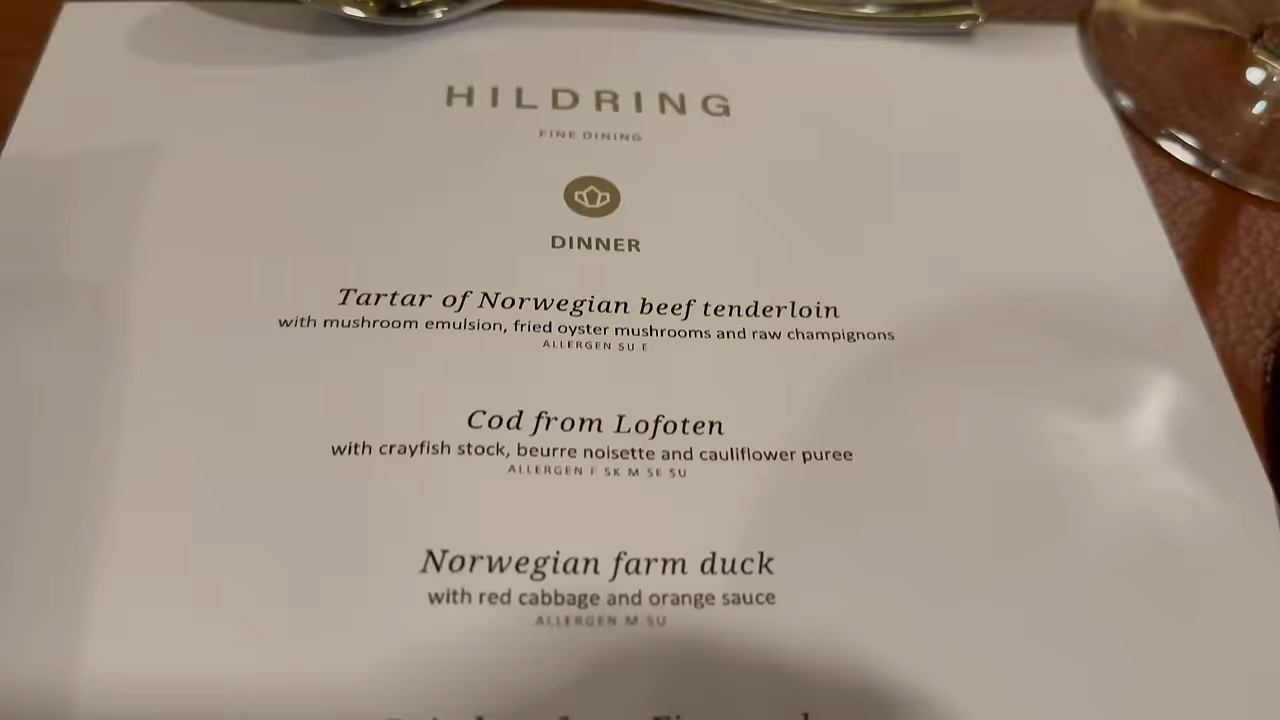 HILDRING
FINE DINING
DINNER
Tartar of Norwegian beef tenderloin
with mushroom emulsion, fried oyster mushrooms and raw champignons
ALLERGEN SU E
Cod from Lofoten
with crayfish stock, beurre noisette and cauliflower puree
ALLERGEN F SK M SE SU
Norwegian farm duck
with red cabbage and orange sauce
ALLERGEN M SU